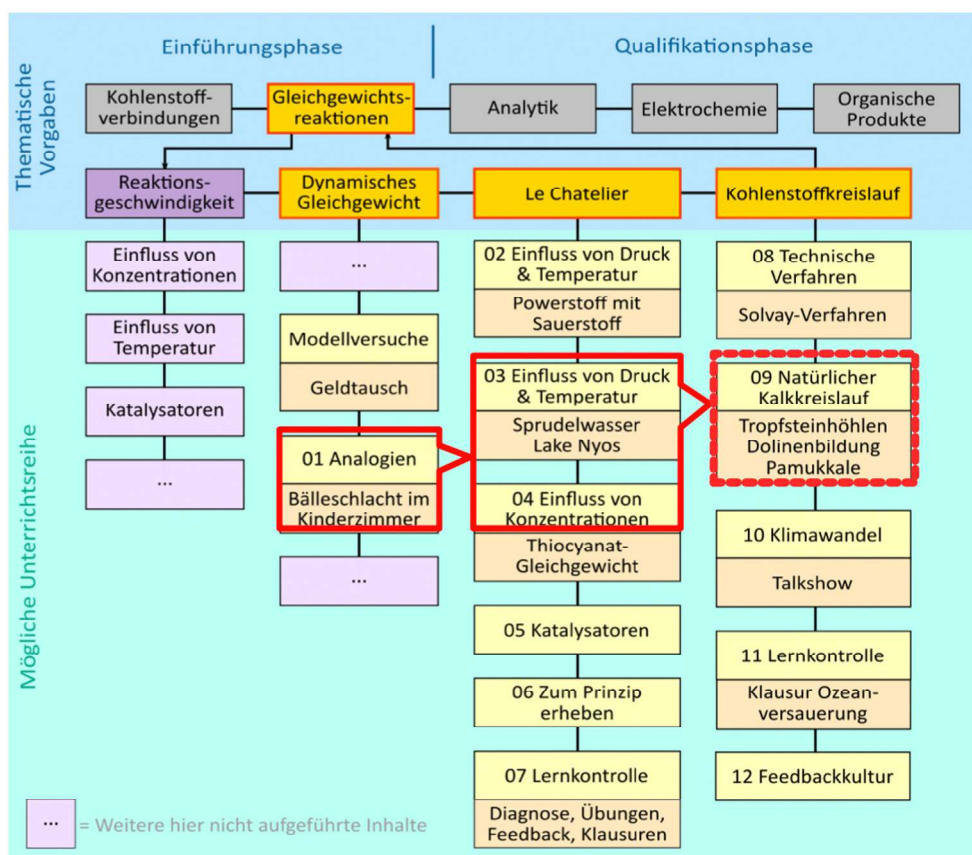 Einführungsphase
Qualifikationsphase
Thematische
Vorgaben
Kohlenstoff-
verbindungen
Gleichgewichts-
reaktionen
Analytik
Elektrochemie
Organische
Produkte
Reaktions-
geschwindigkeit
Dynamisches
Gleichgewicht
Le Chatelier
Kohlenstoffkreislauf
Mögliche Unterrichtsreihe
Einfluss von
Konzentrationen
Einfluss von
Temperatur
Katalysatoren
...
...
Modellversuche
Geldtausch
01 Analogien
Bälleschlacht im
Kinderzimmer
...
02 Einfluss von Druck
& Temperatur
Powerstoff mit
Sauerstoff
03 Einfluss von Druck
& Temperatur
Sprudelwasser
Lake Nyos
04 Einfluss von
Konzentrationen
Thiocyanat-
Gleichgewicht
05 Katalysatoren
06 Zum Prinzip
erheben
07 Lernkontrolle
Diagnose, Übungen,
Feedback, Klausuren
08 Technische
Verfahren
Solvay-Verfahren
09 Natürlicher
Kalkkreislauf
Tropfsteinhöhlen
Dolinenbildung
Pamukkale
10 Klimawandel
Talkshow
11 Lernkontrolle
Klausur Ozean-
versauerung
12 Feedbackkultur
... = Weitere hier nicht aufgeführte Inhalte